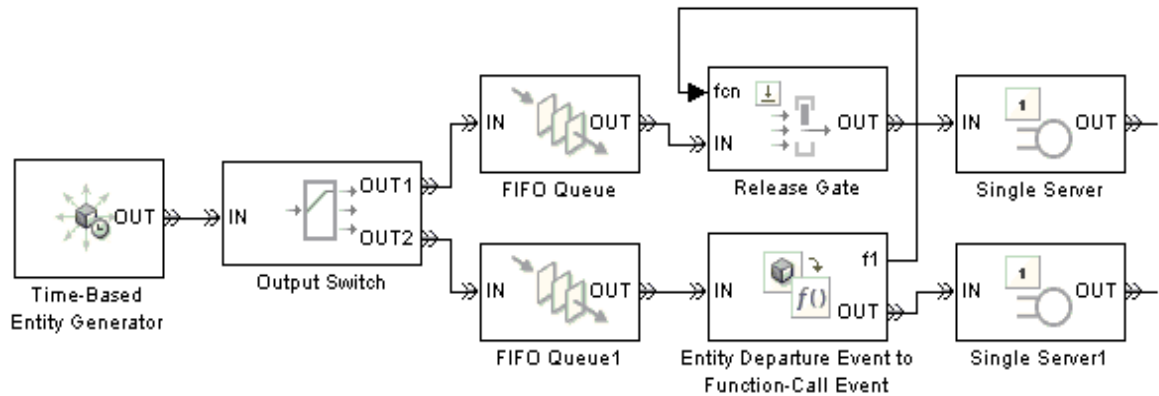 OUT
Time-Based
Entity Generator
IN
OUT1
OUT2
Output Switch
IN
OUT
FIFO Queue
IN
OUT
FIFO Queue1
fcn
IN
OUT
Release Gate
IN
f1
f()
OUT
Entity Departure Event to
Function-Call Event
1
IN
OUT
Single Server
1
IN
OUT
Single Server1